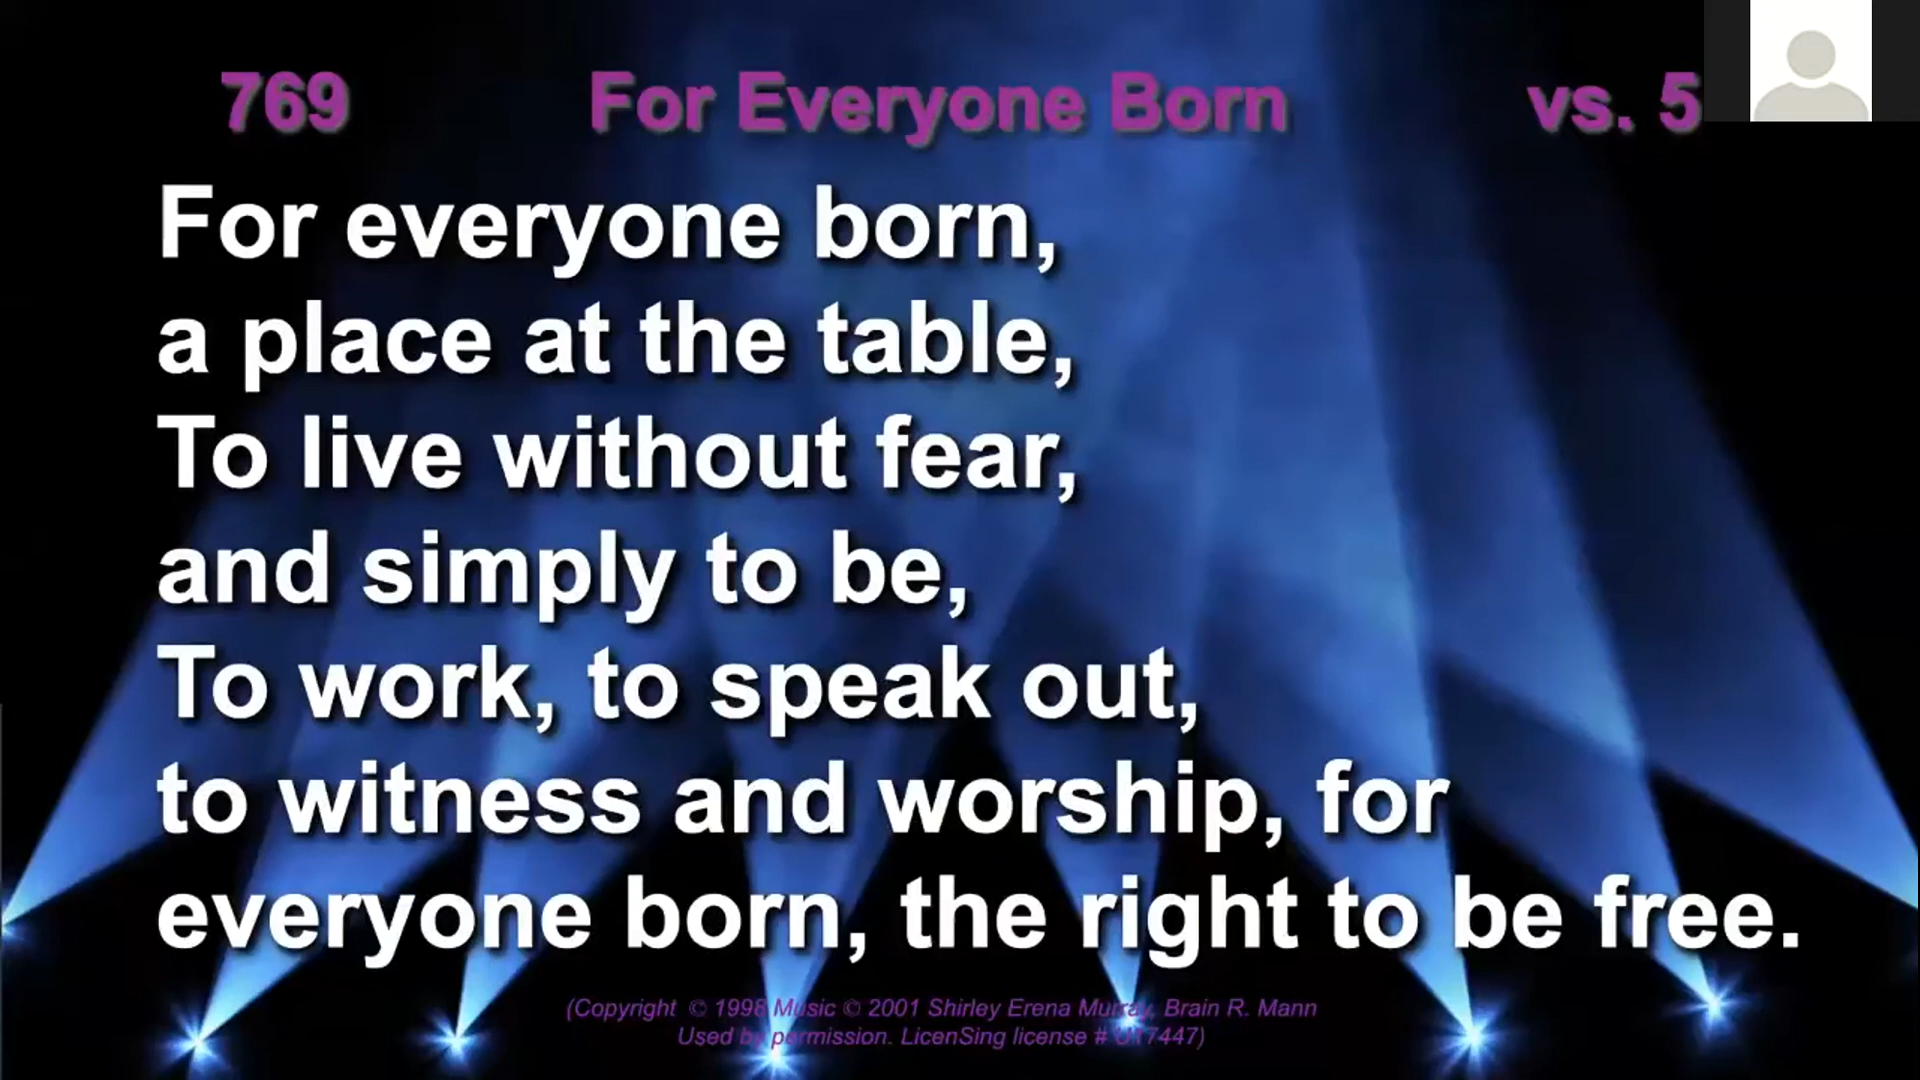 769 For Everyone Born vs. 5
For everyone born,
a place at the table,
To live without fear,
and simply to be,
To work, to speak out,
to witness and worship, for
everyone born, the right to be free.
(Copyright © 1998 Music © 2001 Shirley Erena Murray, Brain R. Mann
Used by permission. LicenSing license # U17447)